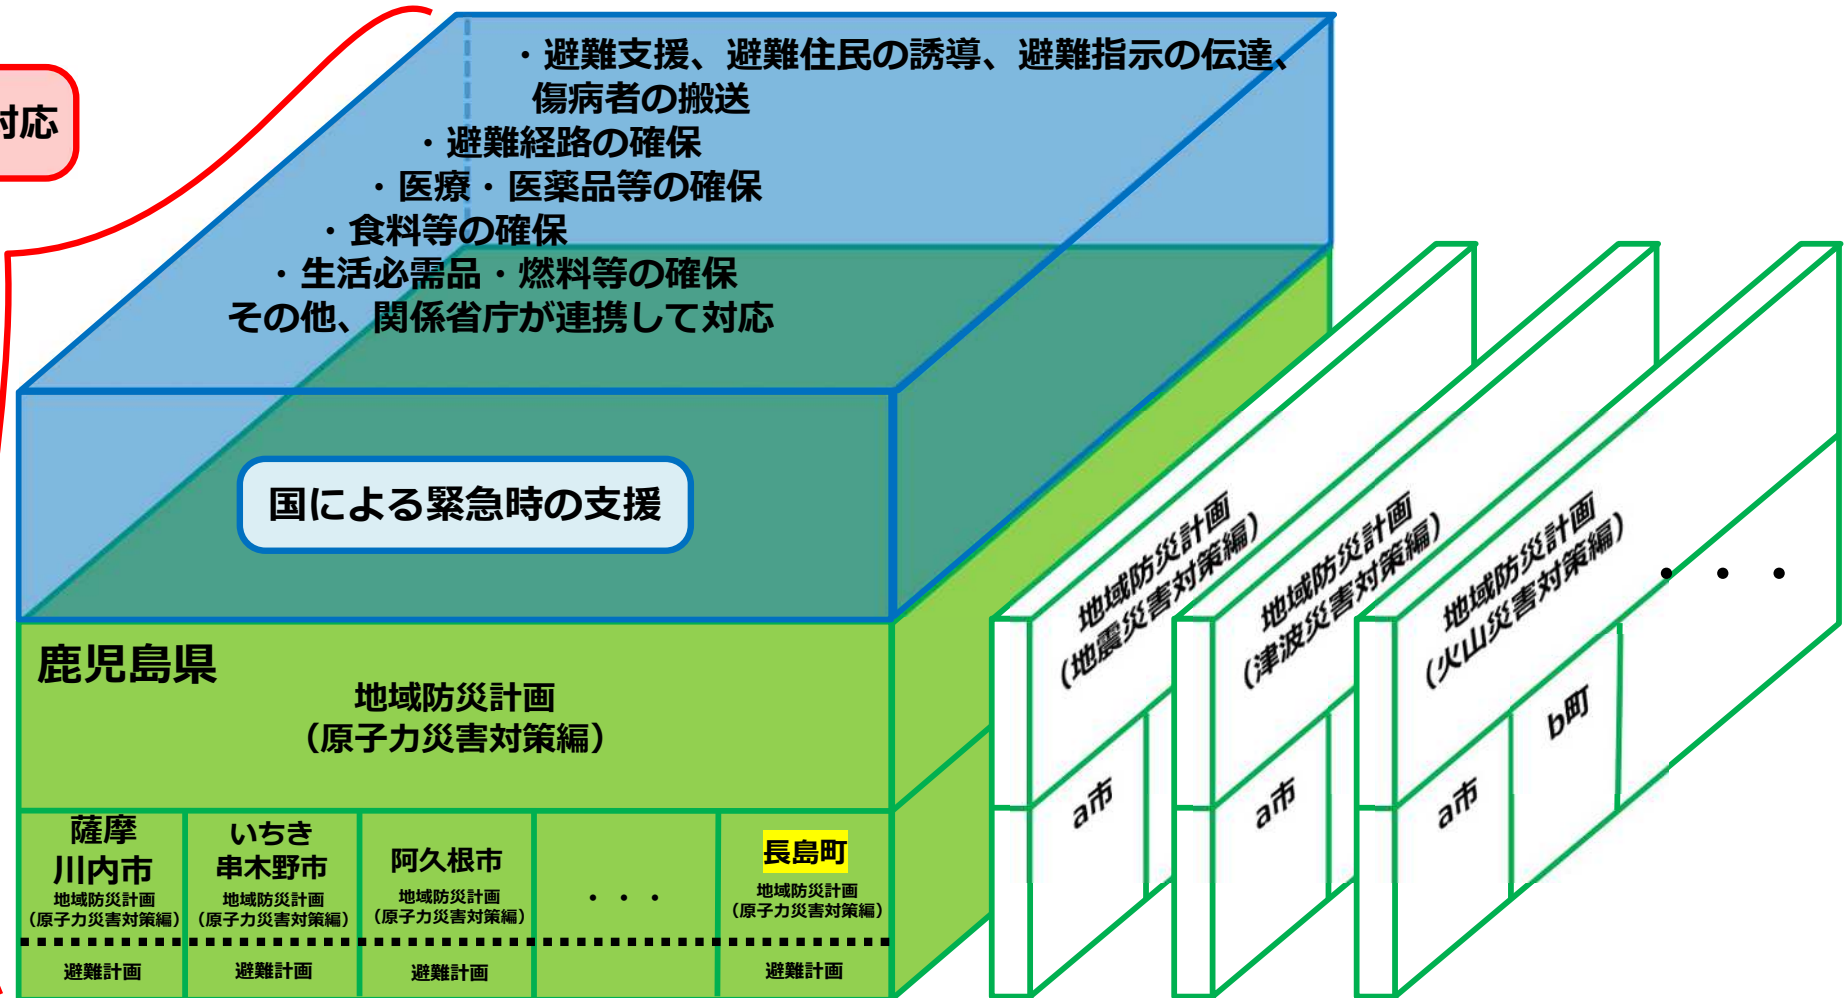 対応
・避難支援、避難住民の誘導、避難指示の伝達、
傷病者の搬送
・避難経路の確保
・医療・医薬品等の確保
・食料等の確保
・生活必需品・燃料等の確保
その他、関係省庁が連携して対応
国による緊急時の支援
鹿児島県
地域防災計画
（原子力災害対策編）
薩摩
川内市
地域防災計画
（原子力災害対策編）
避難計画
いちき
串木野市
地域防災計画
（原子力災害対策編）
避難計画
阿久根市
地域防災計画
（原子力災害対策編）
避難計画
・・・
長島町
地域防災計画
（原子力災害対策編）
避難計画
地域防災計画
（地震災害対策編）
a市
地域防災計画
（津波災害対策編）
a市
地域防災計画
（火山災害対策編）
a市
b町
・・・